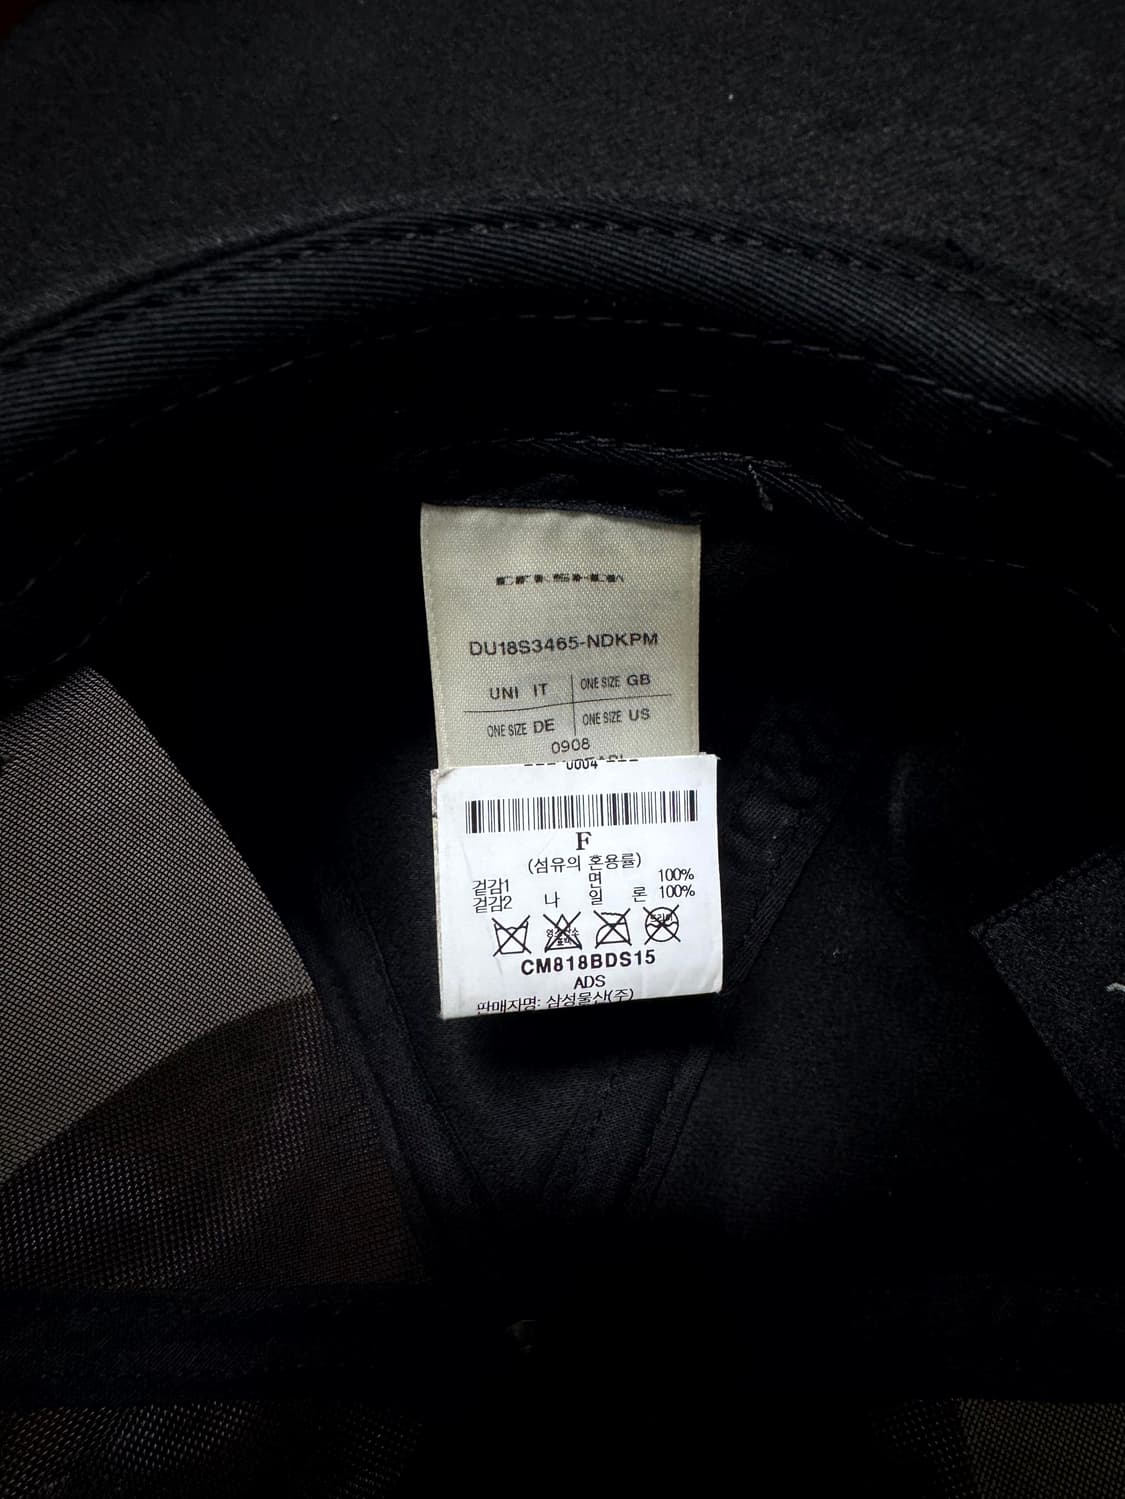 DRKSHDW
DU18S3465-NDKPM
UNI IT ONE SIZE GB
ONE SIZE DE ONE SIZE US
0908
0004
F
(섬유의 혼용률)
겉감1 면 100%
겉감2 나 일 론 100%
CM818BDS15
ADS
판매자명: 삼성물산(주)